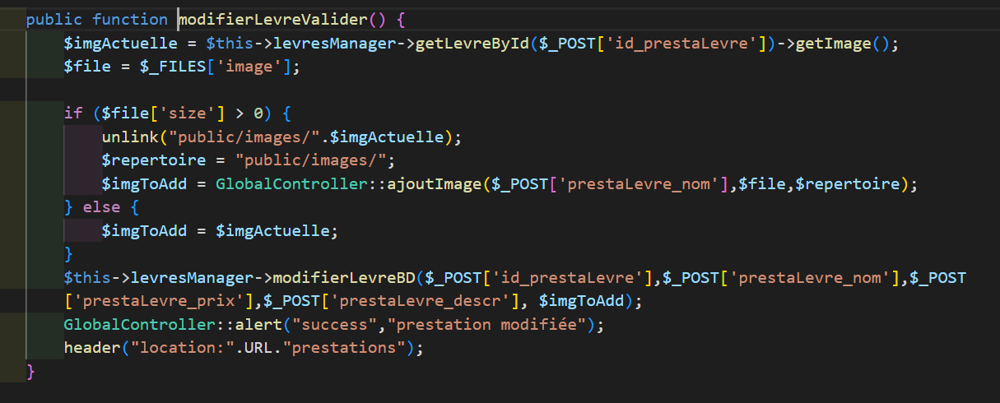 public function modifierLevreValider() {
$imgActuelle = $this->levresManager->getLevreById($_POST['id_prestaLevre'])->getImage();
$file = $_FILES['image'];
if ($file['size'] > 0) {
unlink("public/images/".$imgActuelle);
$repertoire = "public/images/";
$imgToAdd = GlobalController::ajoutImage($_POST['prestaLevre_nom'],$file,$repertoire);
} else {
$imgToAdd = $imgActuelle;
}
$this->levresManager->modifierLevreBD($_POST['id_prestaLevre'],$_POST['prestaLevre_nom'],$_POST
['prestaLevre_prix'],$_POST['prestaLevre_descr'], $imgToAdd);
GlobalController::alert("success","prestation modifiée");
header("location:".URL."prestations");
}